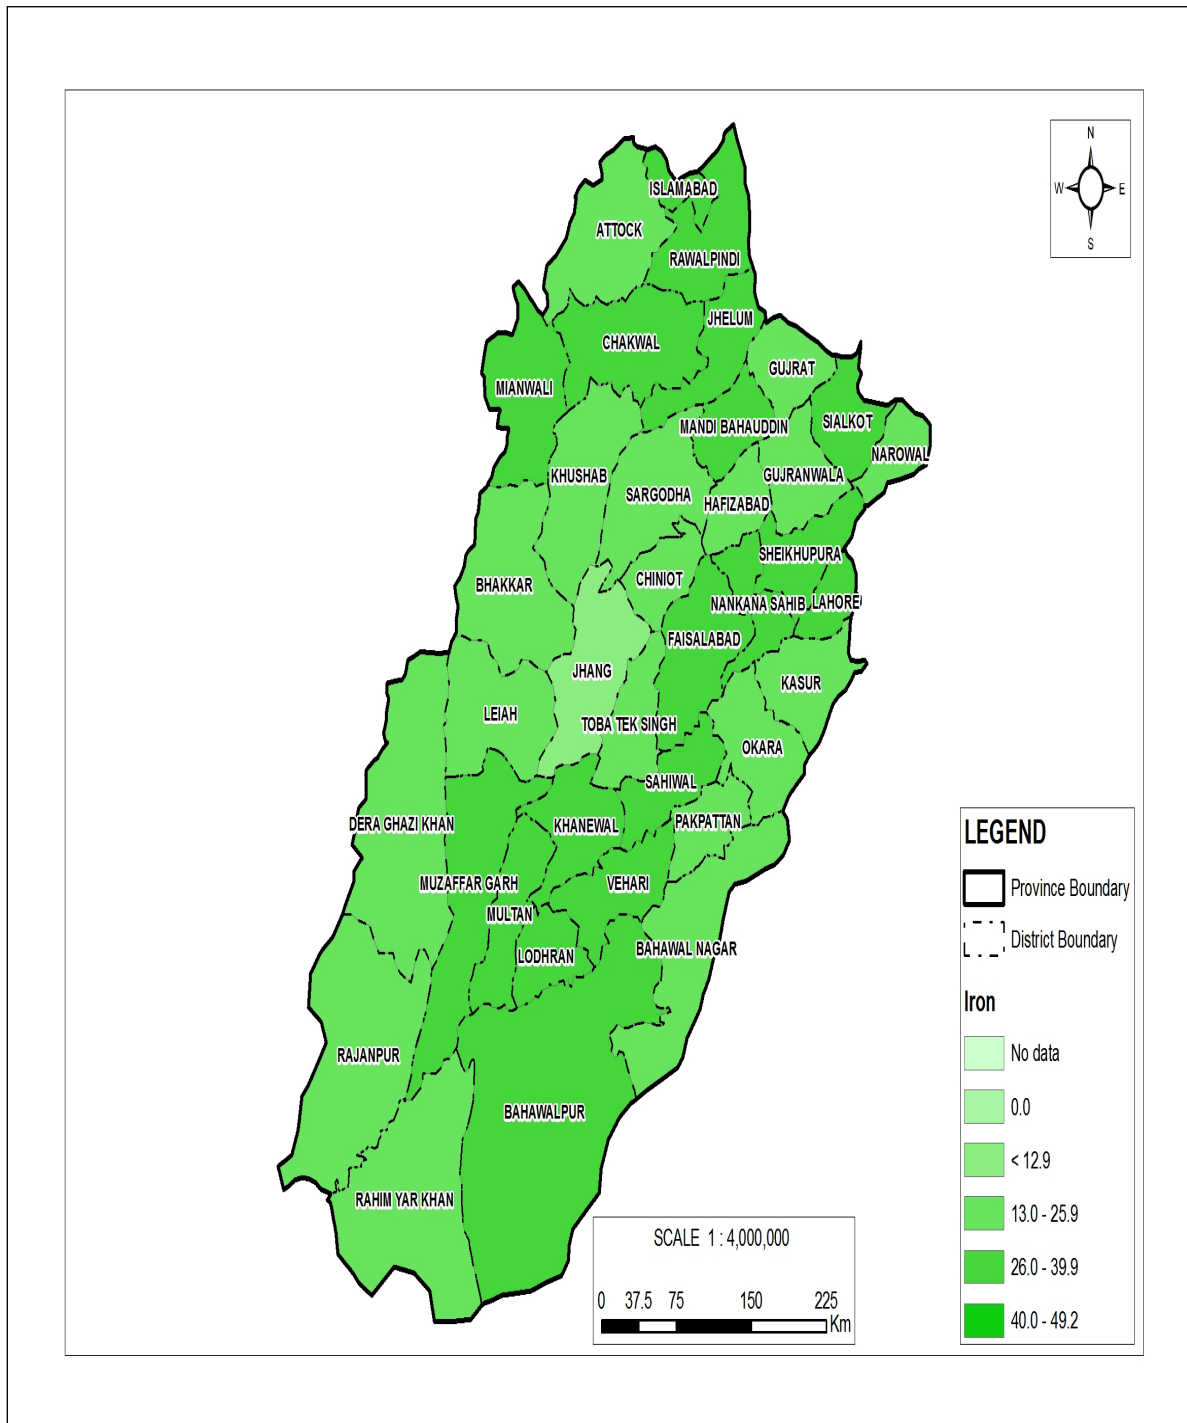 N
W E
S
ISLAMABAD
ATTOCK
RAWALPINDI
JHELUM
CHAKWAL
GUJRAT
MIANWALI
SIALKOT
MANDI BAHAUDDIN
NAROWAL
KHUSHAB
GUJRANWALA
SARGODHA
HAFIZABAD
SHEIKHUPURA
CHINIOT
BHAKKAR
NANKANA SAHIB
LAHORE
FAISALABAD
JHANG
KASUR
LEIAH
TOBA TEK SINGH
OKARA
SAHIWAL
DERA GHAZI KHAN
KHANEWAL
PAKPATTAN
MUZAFFAR GARH
VEHARI
MULTAN
LODHRAN
BAHAWAL NAGAR
RAJANPUR
BAHAWALPUR
RAHIM YAR KHAN
LEGEND
Province Boundary
District Boundary
Iron
No data
0.0
< 12.9
13.0 - 25.9
26.0 - 39.9
40.0 - 49.2
SCALE 1 : 4,000,000
0 37.5 75 150 225
Km